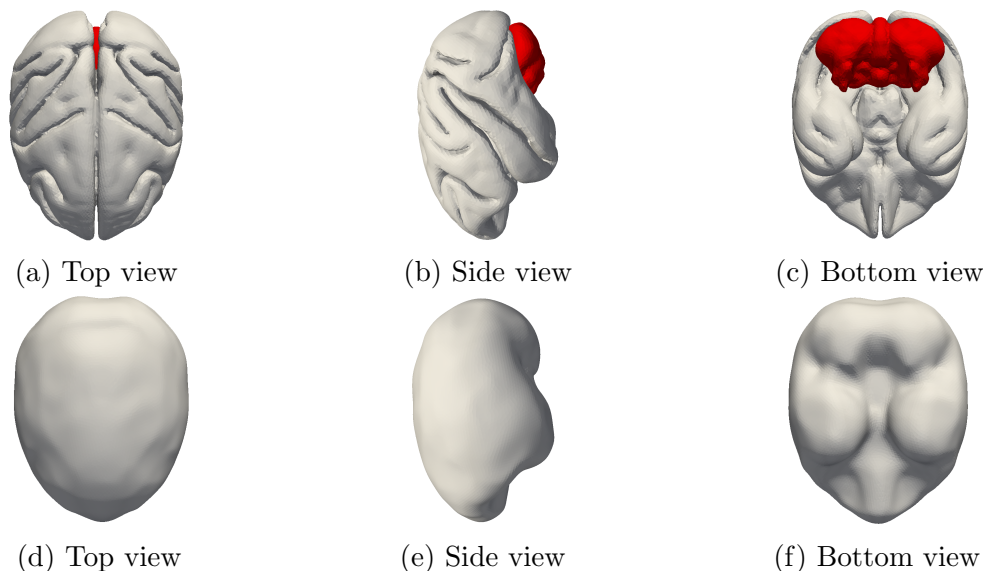 (a) Top view
(b) Side view
(c) Bottom view
(d) Top view
(e) Side view
(f) Bottom view